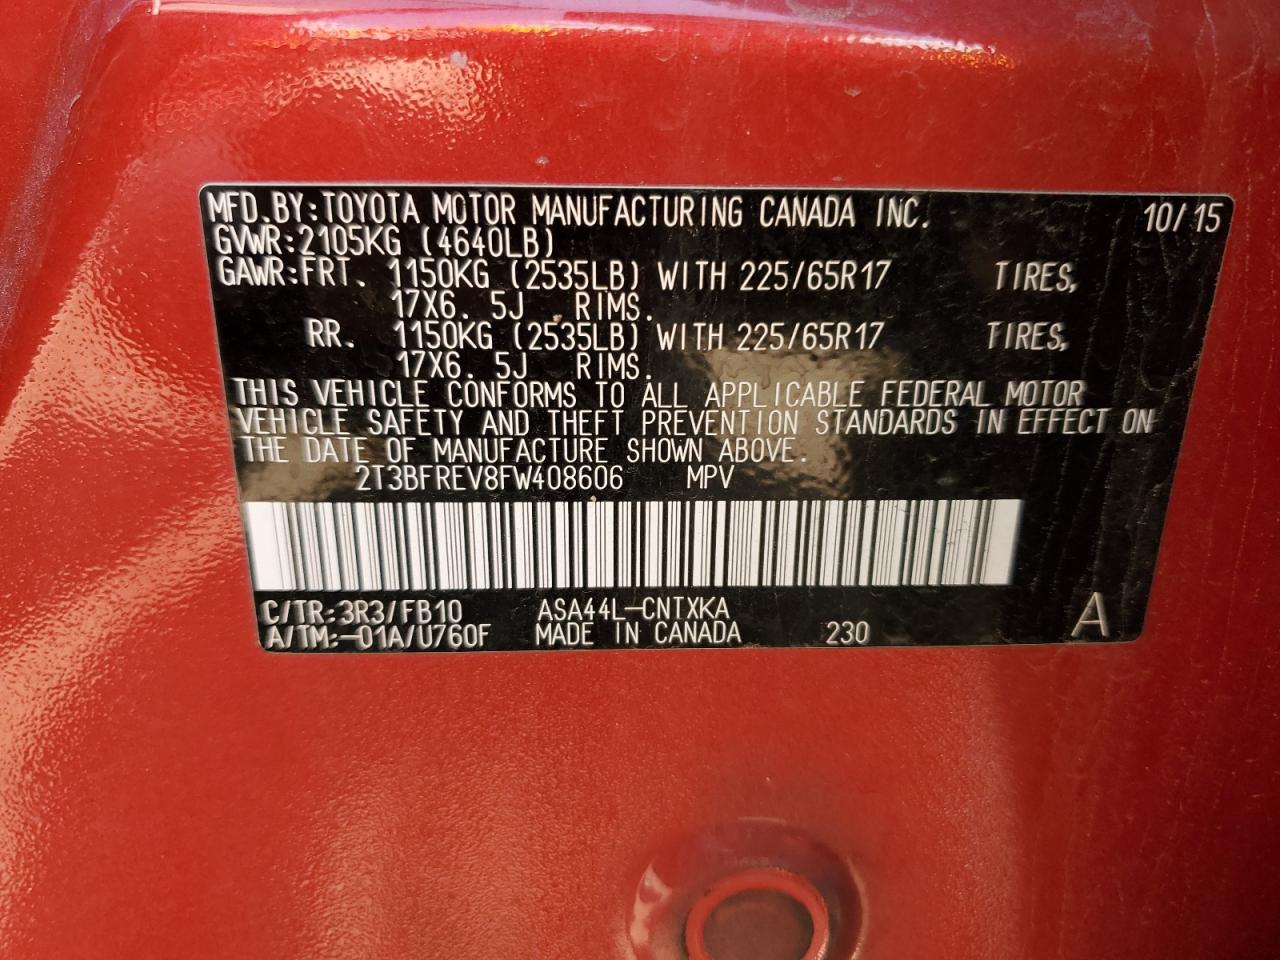 MFD.BY:TOYOTA MOTOR MANUFACTURING CANADA INC. 10/15
GVWR:2105KG (4640LB)
GAWR:FRT. 1150KG (2535LB) WITH 225/65R17 TIRES,
17X6. 5J RIMS.
RR. 1150KG (2535LB) WITH 225/65R17 TIRES,
17X6. 5J RIMS.
THIS VEHICLE CONFORMS TO ALL APPLICABLE FEDERAL MOTOR
VEHICLE SAFETY AND THEFT PREVENTION STANDARDS IN EFFECT ON
THE DATE OF MANUFACTURE SHOWN ABOVE.
2T3BFREV8FW408606 MPV
C/TR:3R3/FB10 ASA44L-CNTXKA
A/TM:-01A/U760F MADE IN CANADA 230 A